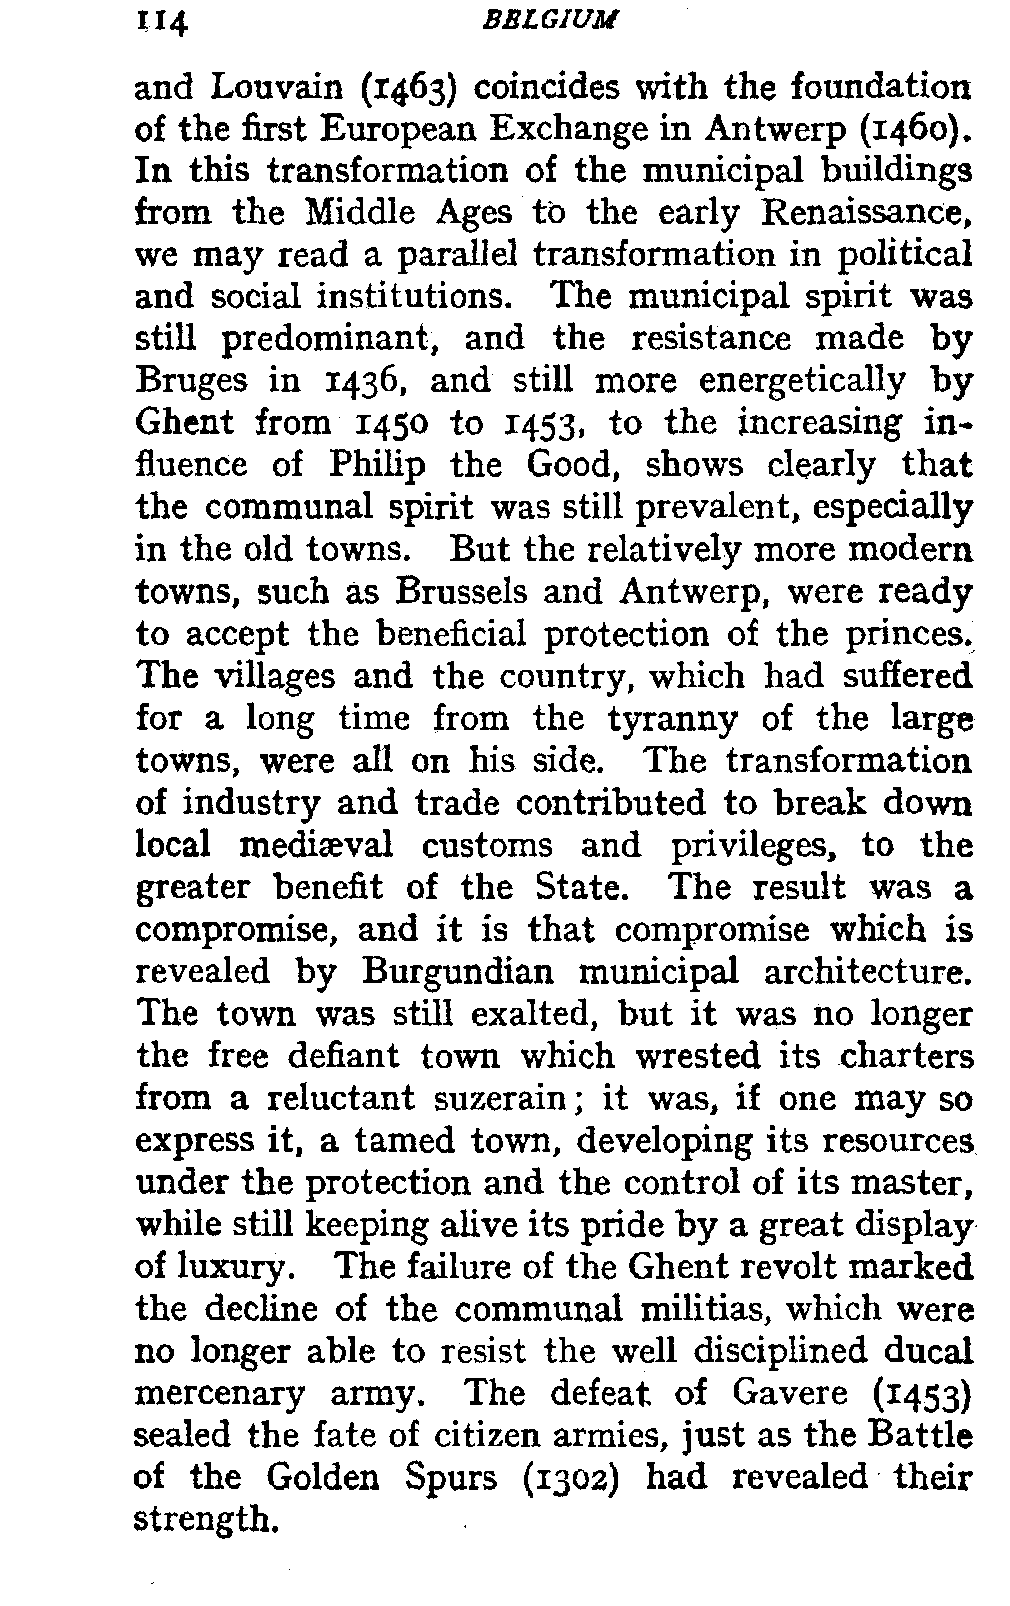 114 BELGIUM
and Louvain (1463) coincides with the foundation
of the first European Exchange in Antwerp (1460).
In this transformation of the municipal buildings
from the Middle Ages to the early Renaissance,
we may read a parallel transformation in political
and social institutions. The municipal spirit was
still predominant, and the resistance made by
Bruges in 1436, and still more energetically by
Ghent from 1450 to 1453, to the increasing in-
fluence of Philip the Good, shows clearly that
the communal spirit was still prevalent, especially
in the old towns. But the relatively more modern
towns, such as Brussels and Antwerp, were ready
to accept the beneficial protection of the princes.
The villages and the country, which had suffered
for a long time from the tyranny of the large
towns, were all on his side. The transformation
of industry and trade contributed to break down
local mediæval customs and privileges, to the
greater benefit of the State. The result was a
compromise, and it is that compromise which is
revealed by Burgundian municipal architecture.
The town was still exalted, but it was no longer
the free defiant town which wrested its charters
from a reluctant suzerain; it was, if one may so
express it, a tamed town, developing its resources
under the protection and the control of its master,
while still keeping alive its pride by a great display
of luxury. The failure of the Ghent revolt marked
the decline of the communal militias, which were
no longer able to resist the well disciplined ducal
mercenary army. The defeat of Gavere (1453)
sealed the fate of citizen armies, just as the Battle
of the Golden Spurs (1302) had revealed their
strength.